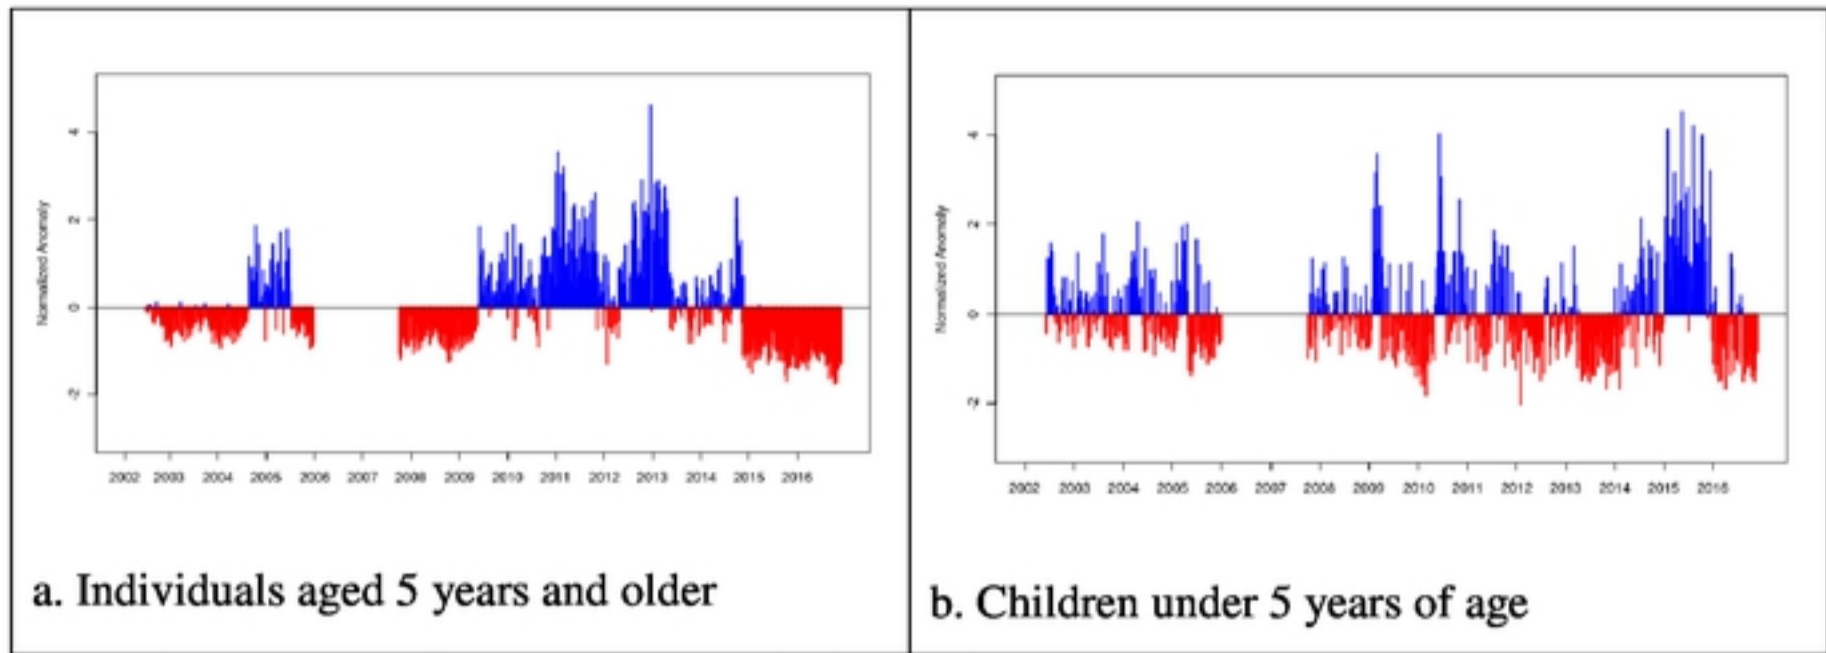 Normalized Anomaly
4
2
0
-2
2002 2003 2004 2005 2006 2007 2008 2009 2010 2011 2012 2013 2014 2015 2016
a. Individuals aged 5 years and older
Normalized Anomaly
4
2
0
-2
2002 2003 2004 2005 2006 2007 2008 2009 2010 2011 2012 2013 2014 2015 2016
b. Children under 5 years of age